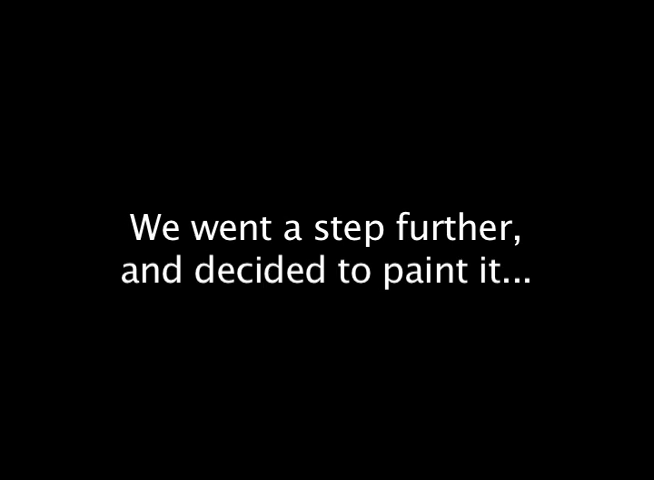 We went a step further,
and decided to paint it...